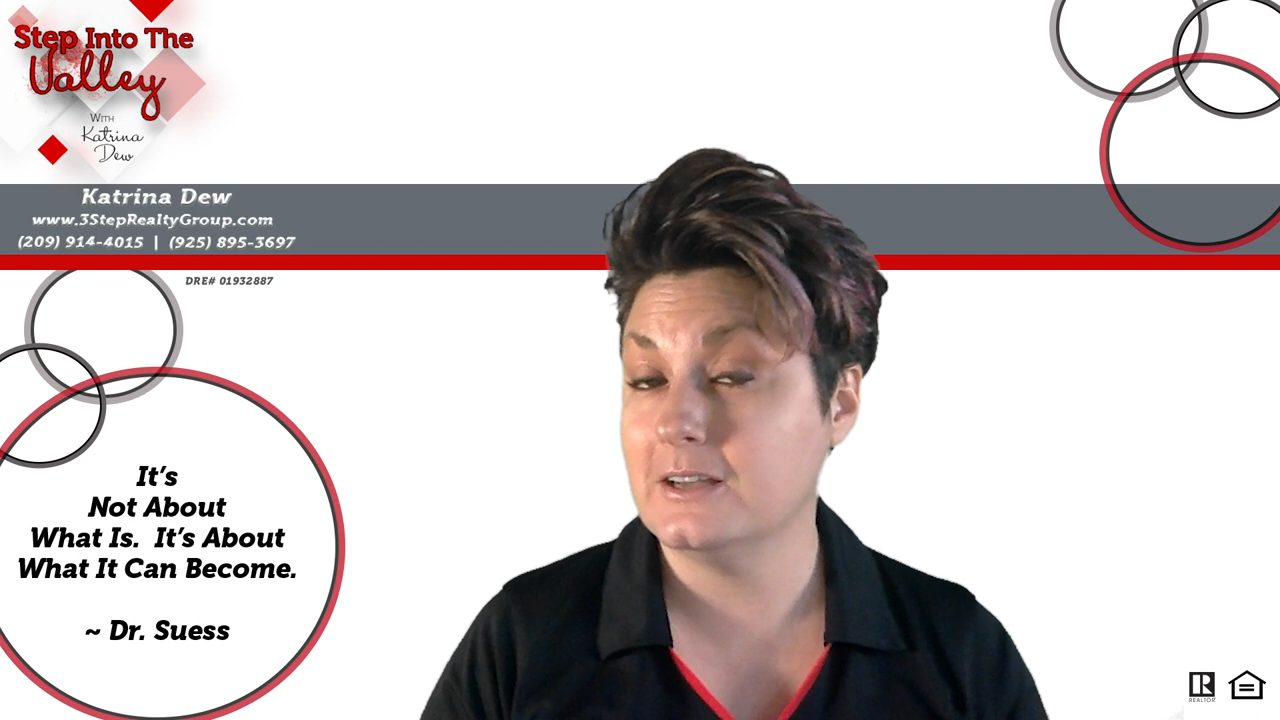 Step Into The
Valley
With
Katrina
Dew
Katrina Dew
www.3StepRealtyGroup.com
(209) 914-4015 | (925) 895-3697
DRE# 01932887
It's
Not About
What Is. It's About
What It Can Become.
~ Dr. Suess
REALTOR